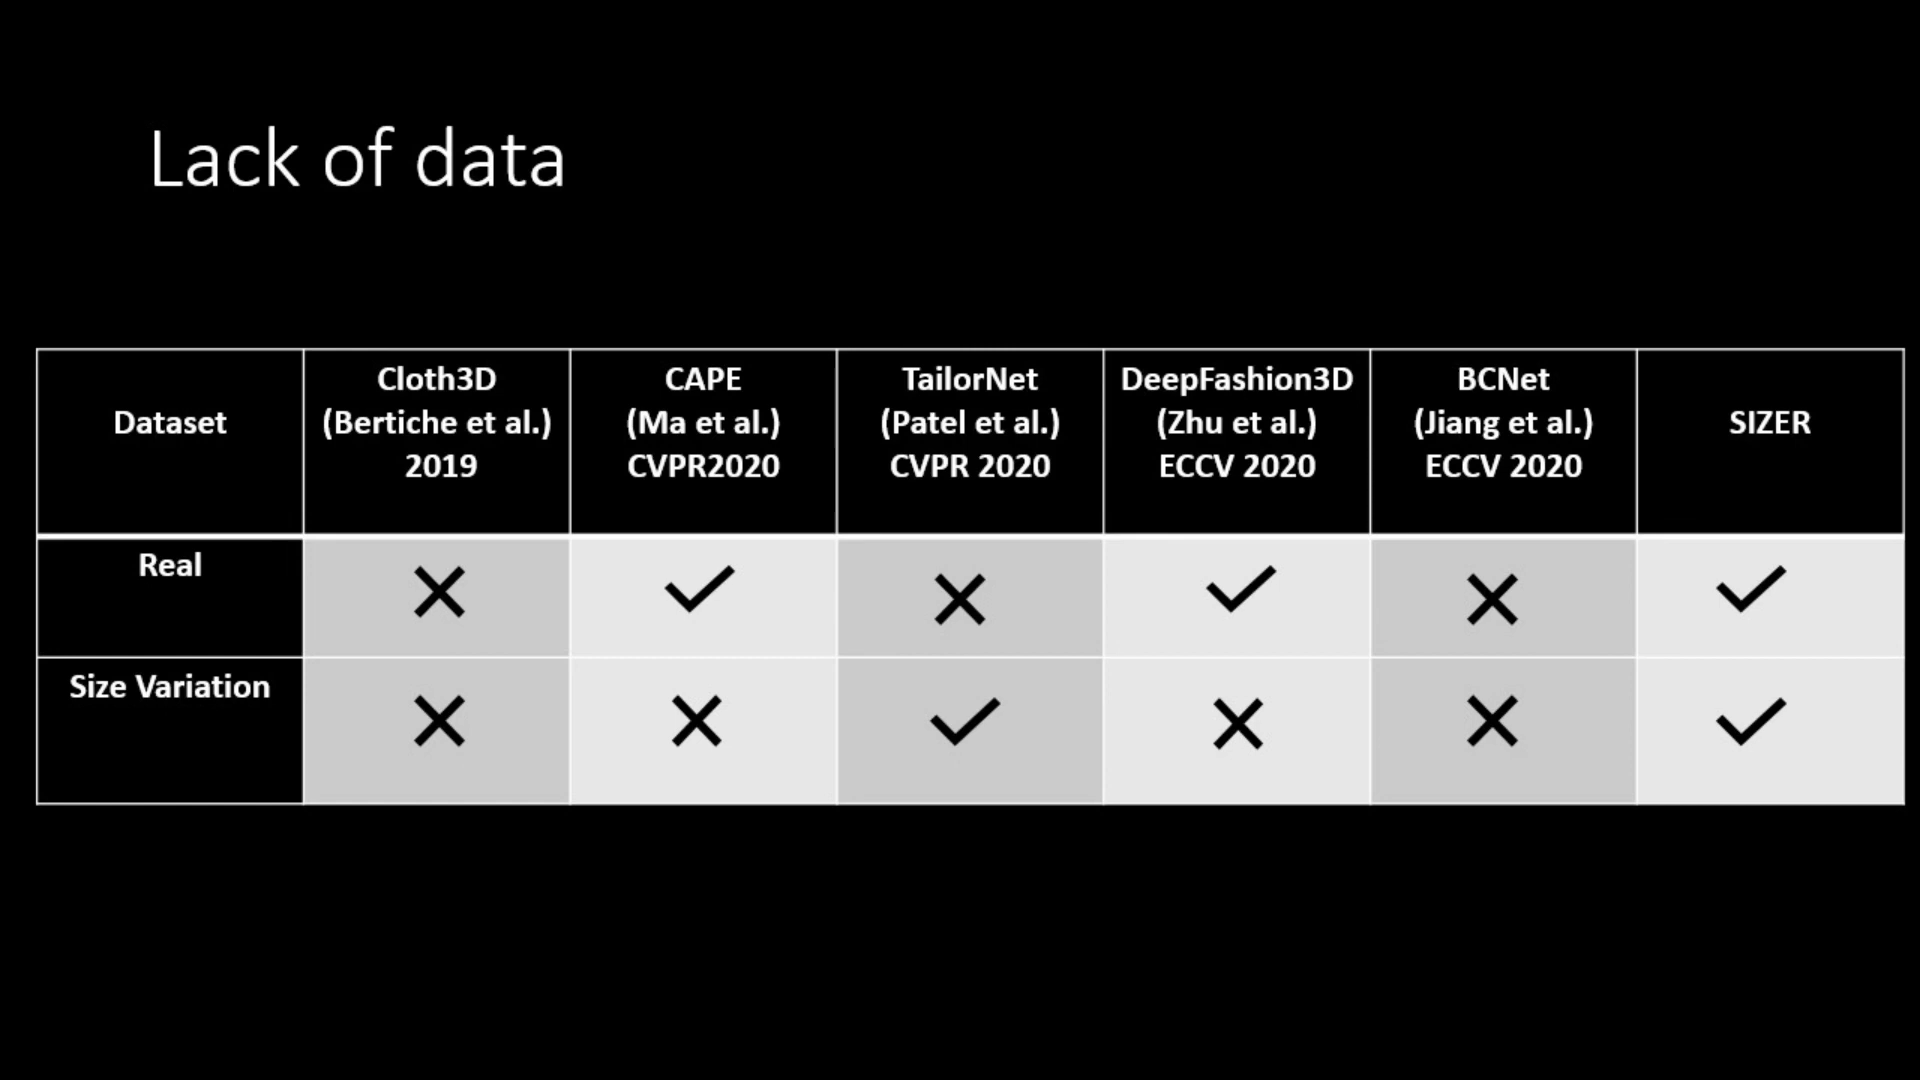 Lack of data
Dataset
Cloth3D
(Bertiche et al.)
2019
CAPE
(Ma et al.)
CVPR2020
TailorNet
(Patel et al.)
CVPR 2020
DeepFashion3D
(Zhu et al.)
ECCV 2020
BCNet
(Jiang et al.)
ECCV 2020
SIZER
Real
Size Variation